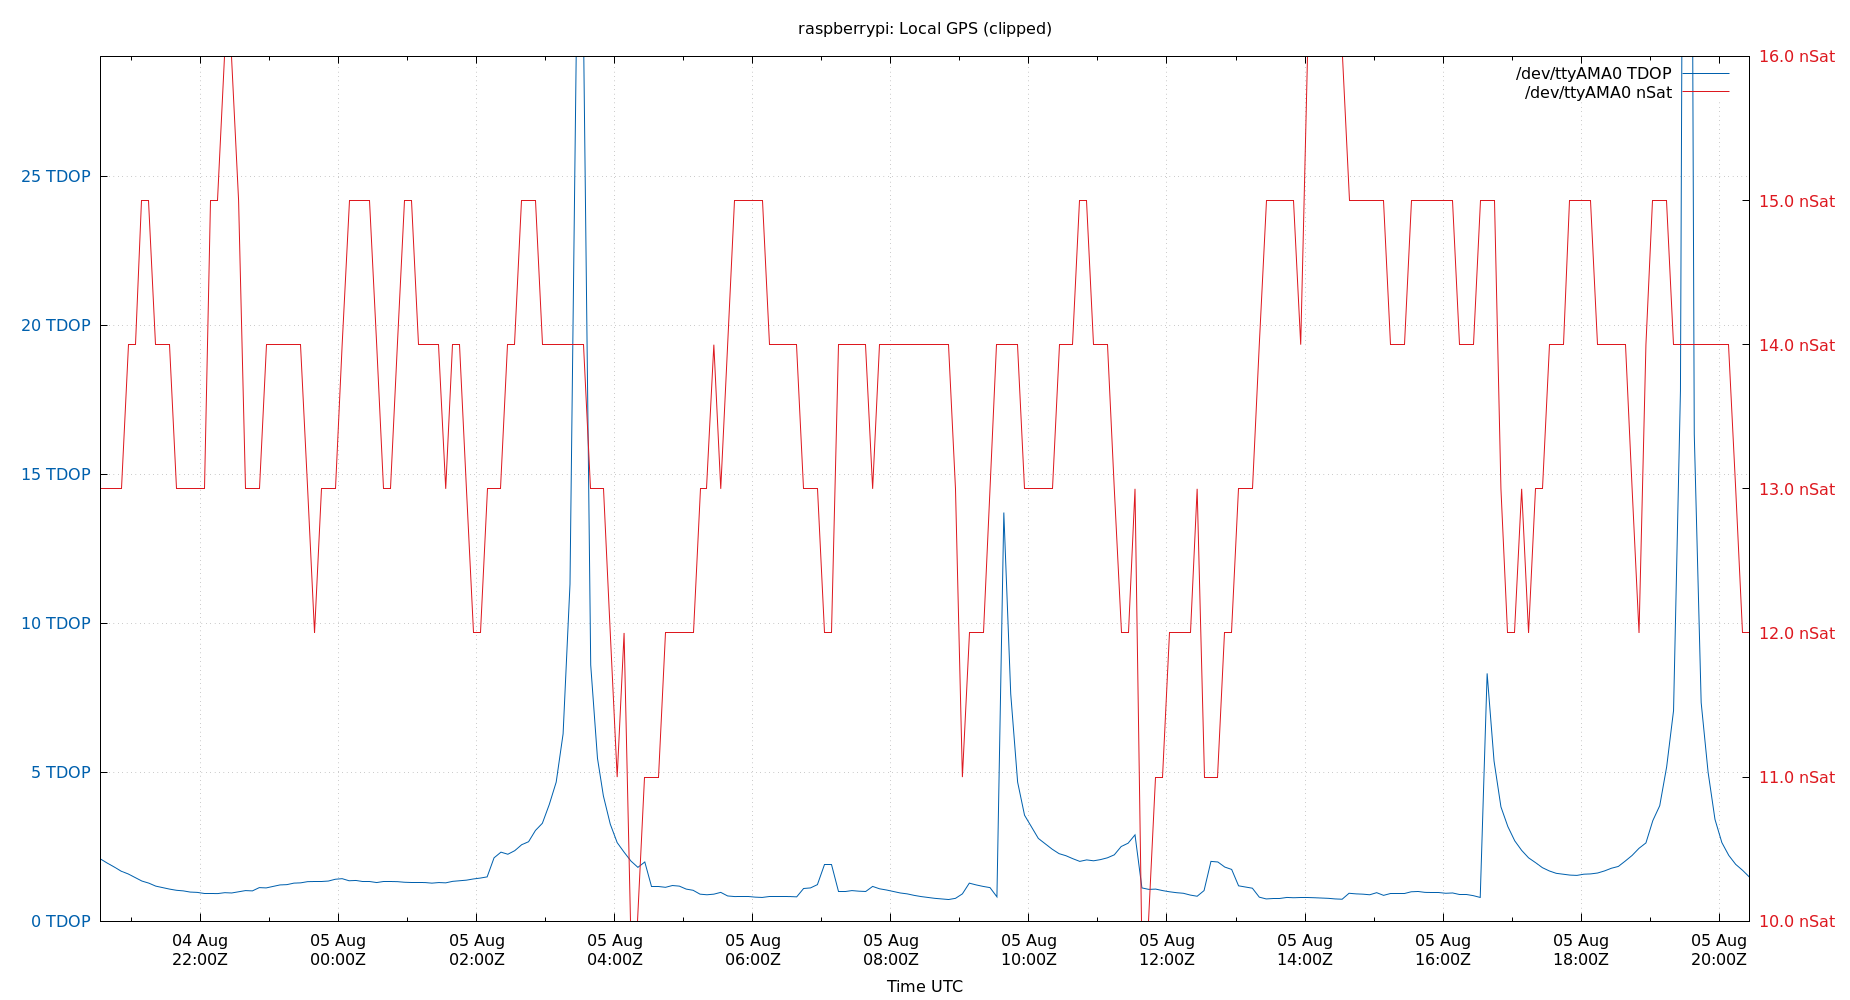 raspberrypi: Local GPS (clipped)
16.0 nSat
/dev/ttyAMA0 TDOP
/dev/ttyAMA0 nSat
25 TDOP
15.0 nSat
20 TDOP
14.0 nSat
15 TDOP
13.0 nSat
10 TDOP
12.0 nSat
5 TDOP
11.0 nSat
0 TDOP
10.0 nSat
04 Aug 05 Aug 05 Aug 05 Aug 05 Aug 05 Aug 05 Aug 05 Aug 05 Aug 05 Aug 05 Aug 05 Aug
22:00Z 00:00Z 02:00Z 04:00Z 06:00Z 08:00Z 10:00Z 12:00Z 14:00Z 16:00Z 18:00Z 20:00Z
Time UTC